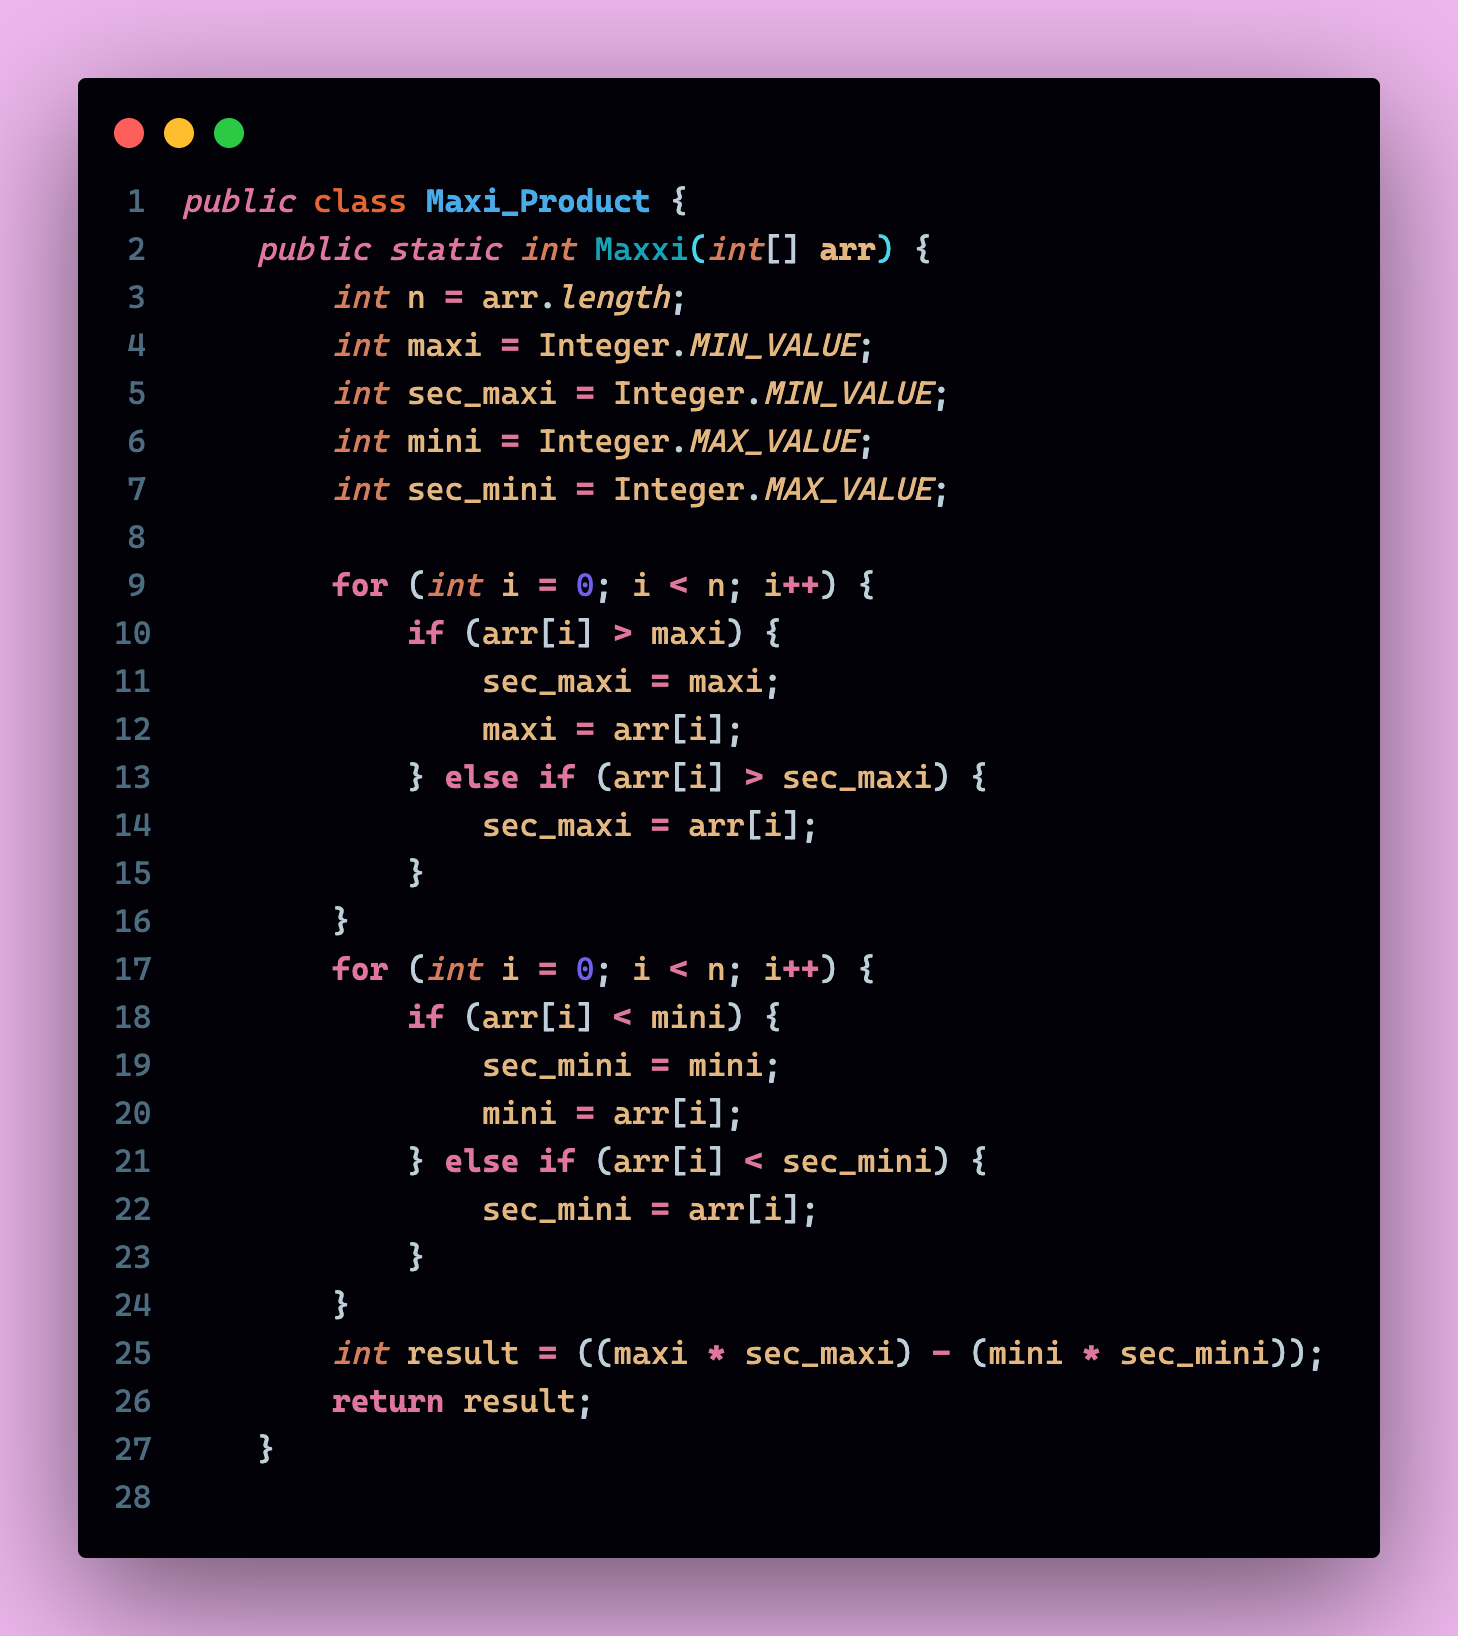 1 public class Maxi_Product {
2     public static int Maxxi(int[] arr) {
3         int n = arr.length;
4         int maxi = Integer.MIN_VALUE;
5         int sec_maxi = Integer.MIN_VALUE;
6         int mini = Integer.MAX_VALUE;
7         int sec_mini = Integer.MAX_VALUE;
8
9         for (int i = 0; i < n; i++) {
10             if (arr[i] > maxi) {
11                 sec_maxi = maxi;
12                 maxi = arr[i];
13             } else if (arr[i] > sec_maxi) {
14                 sec_maxi = arr[i];
15             }
16         }
17         for (int i = 0; i < n; i++) {
18             if (arr[i] < mini) {
19                 sec_mini = mini;
20                 mini = arr[i];
21             } else if (arr[i] < sec_mini) {
22                 sec_mini = arr[i];
23             }
24         }
25         int result = ((maxi * sec_maxi) - (mini * sec_mini));
26         return result;
27     }
28